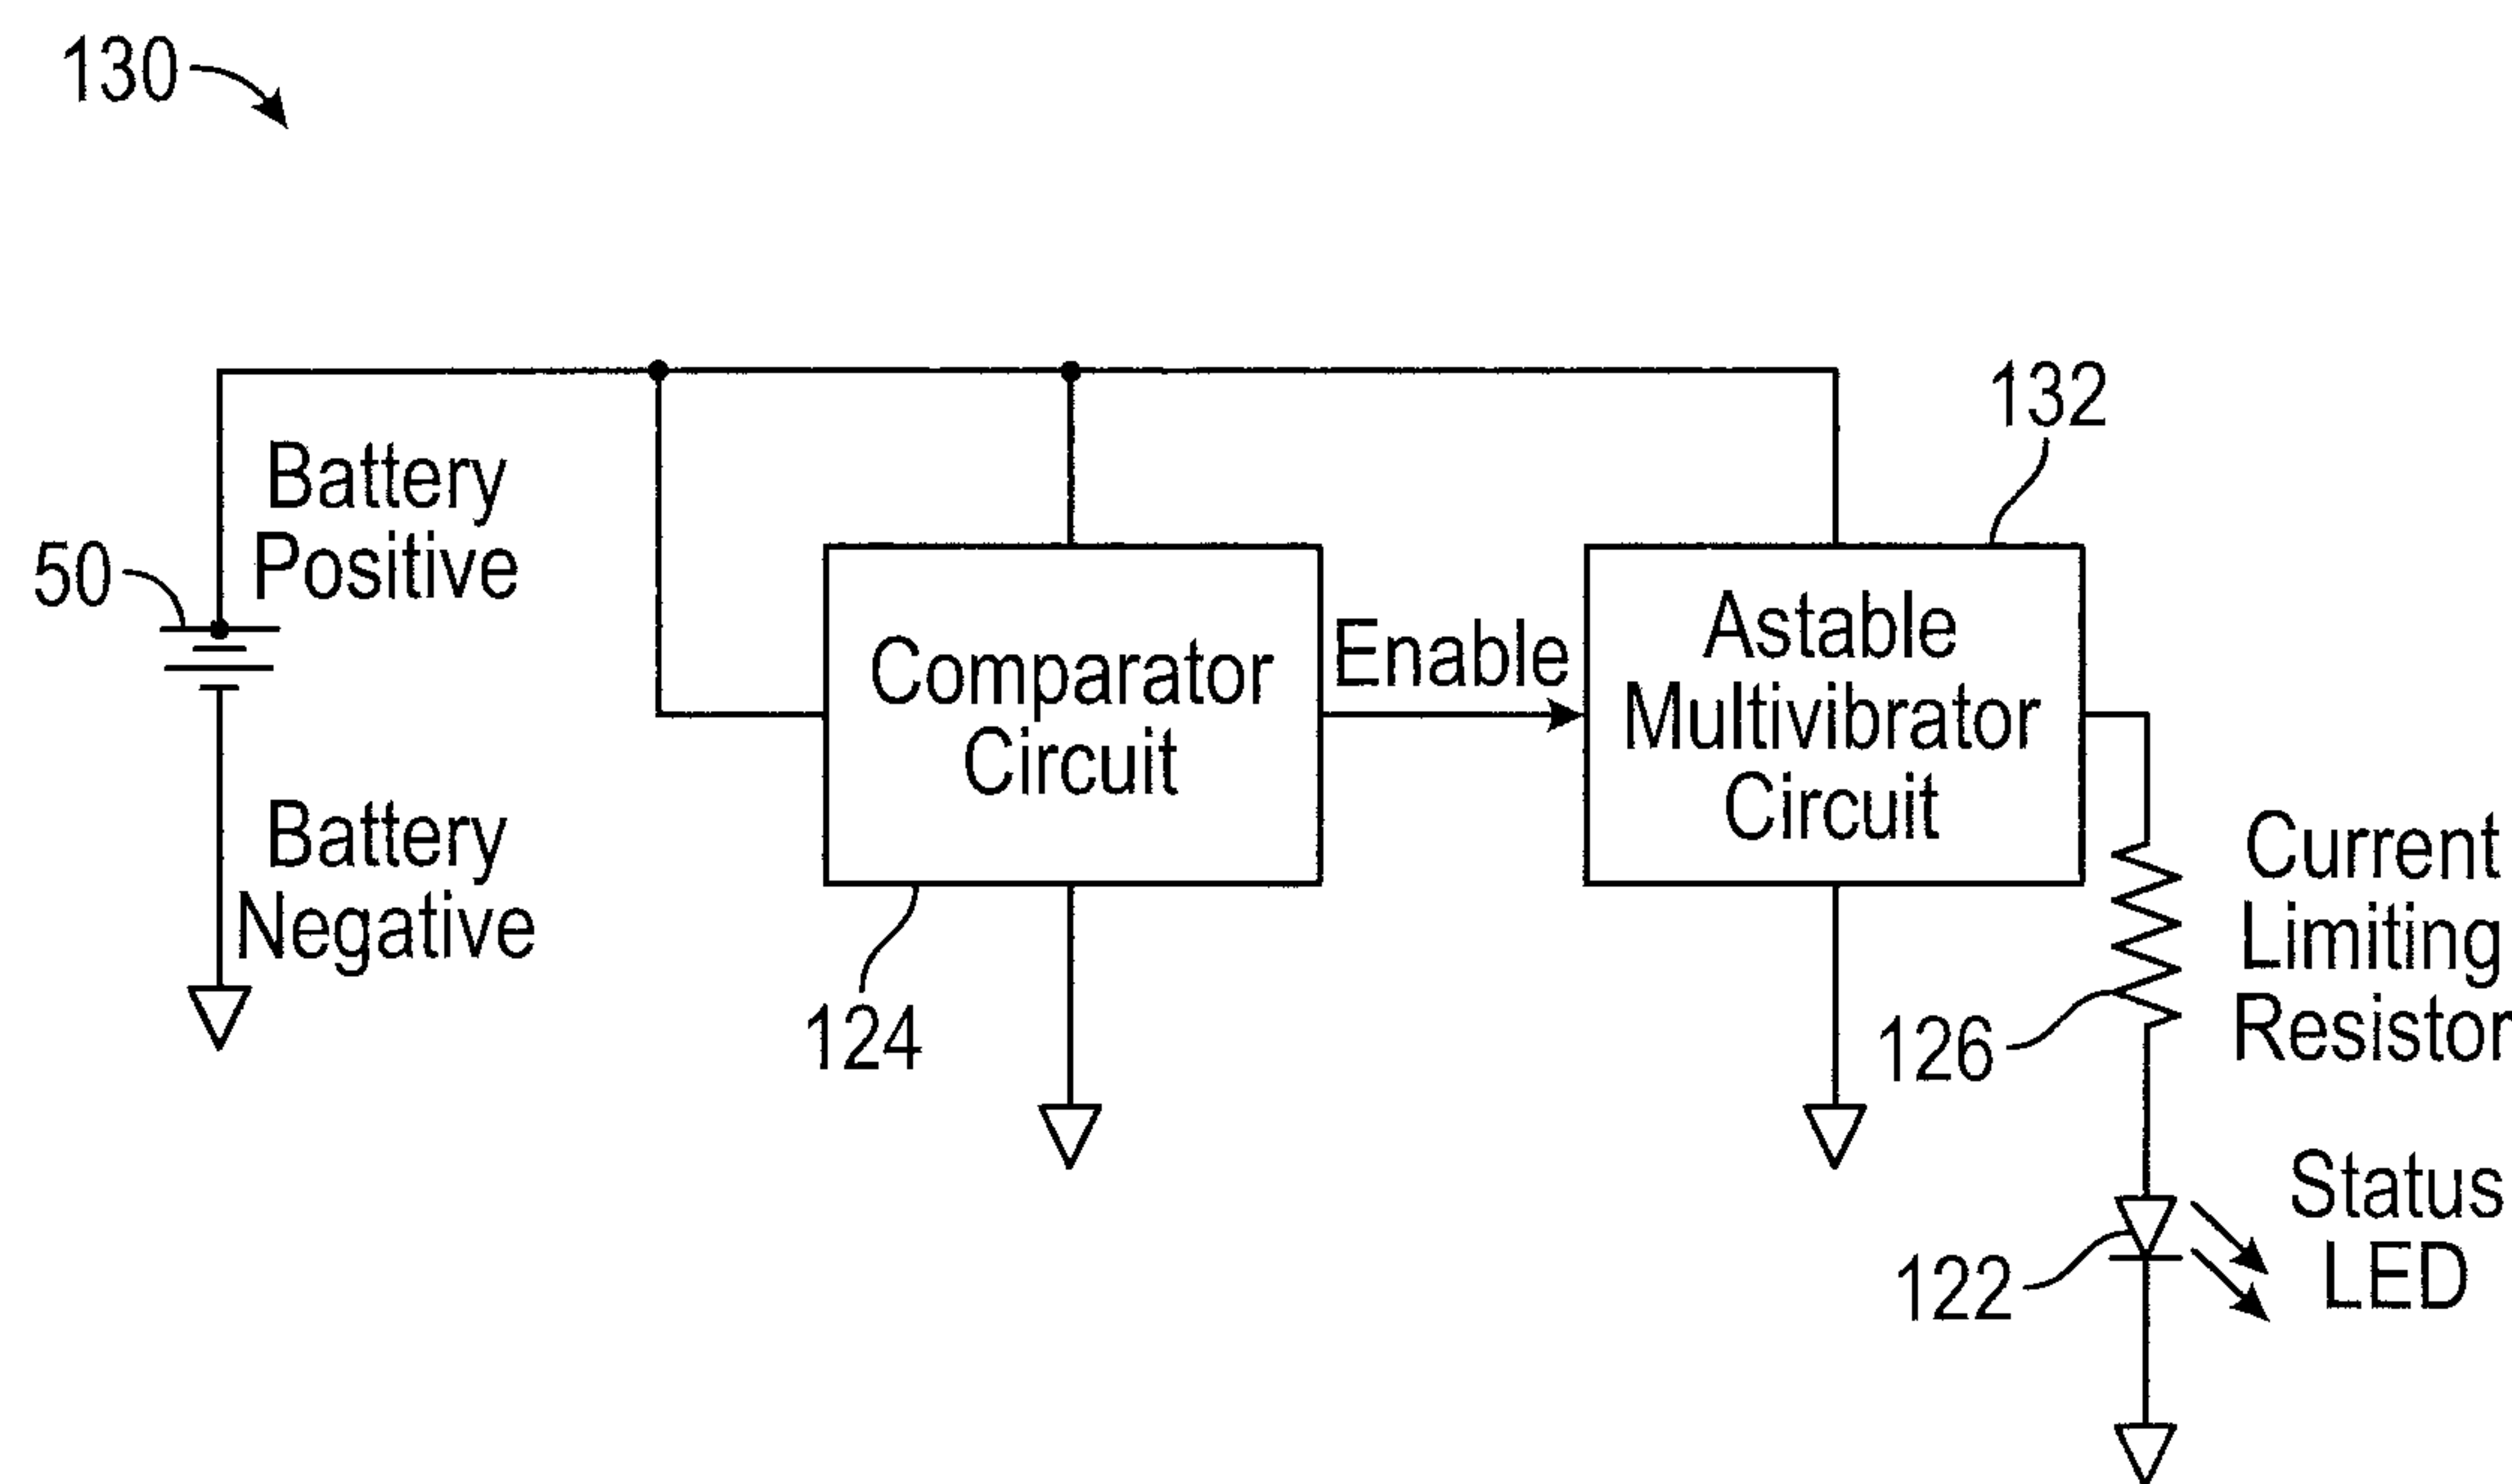 130
132
Battery
Positive
50
Enable
Astable
Multivibrator
Circuit
Comparator
Circuit
Battery
Negative
Current
Limiting
Resistor
124
126
Status
LED
122